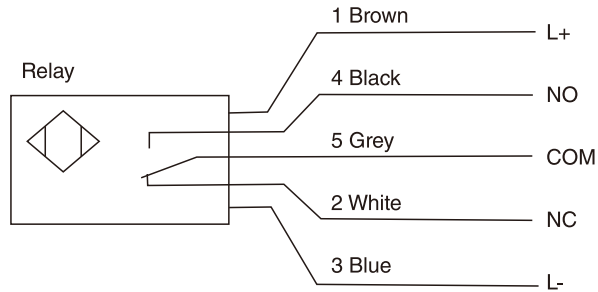 1 Brown
L+
Relay
4 Black
NO
5 Grey
COM
2 White
NC
3 Blue
L-